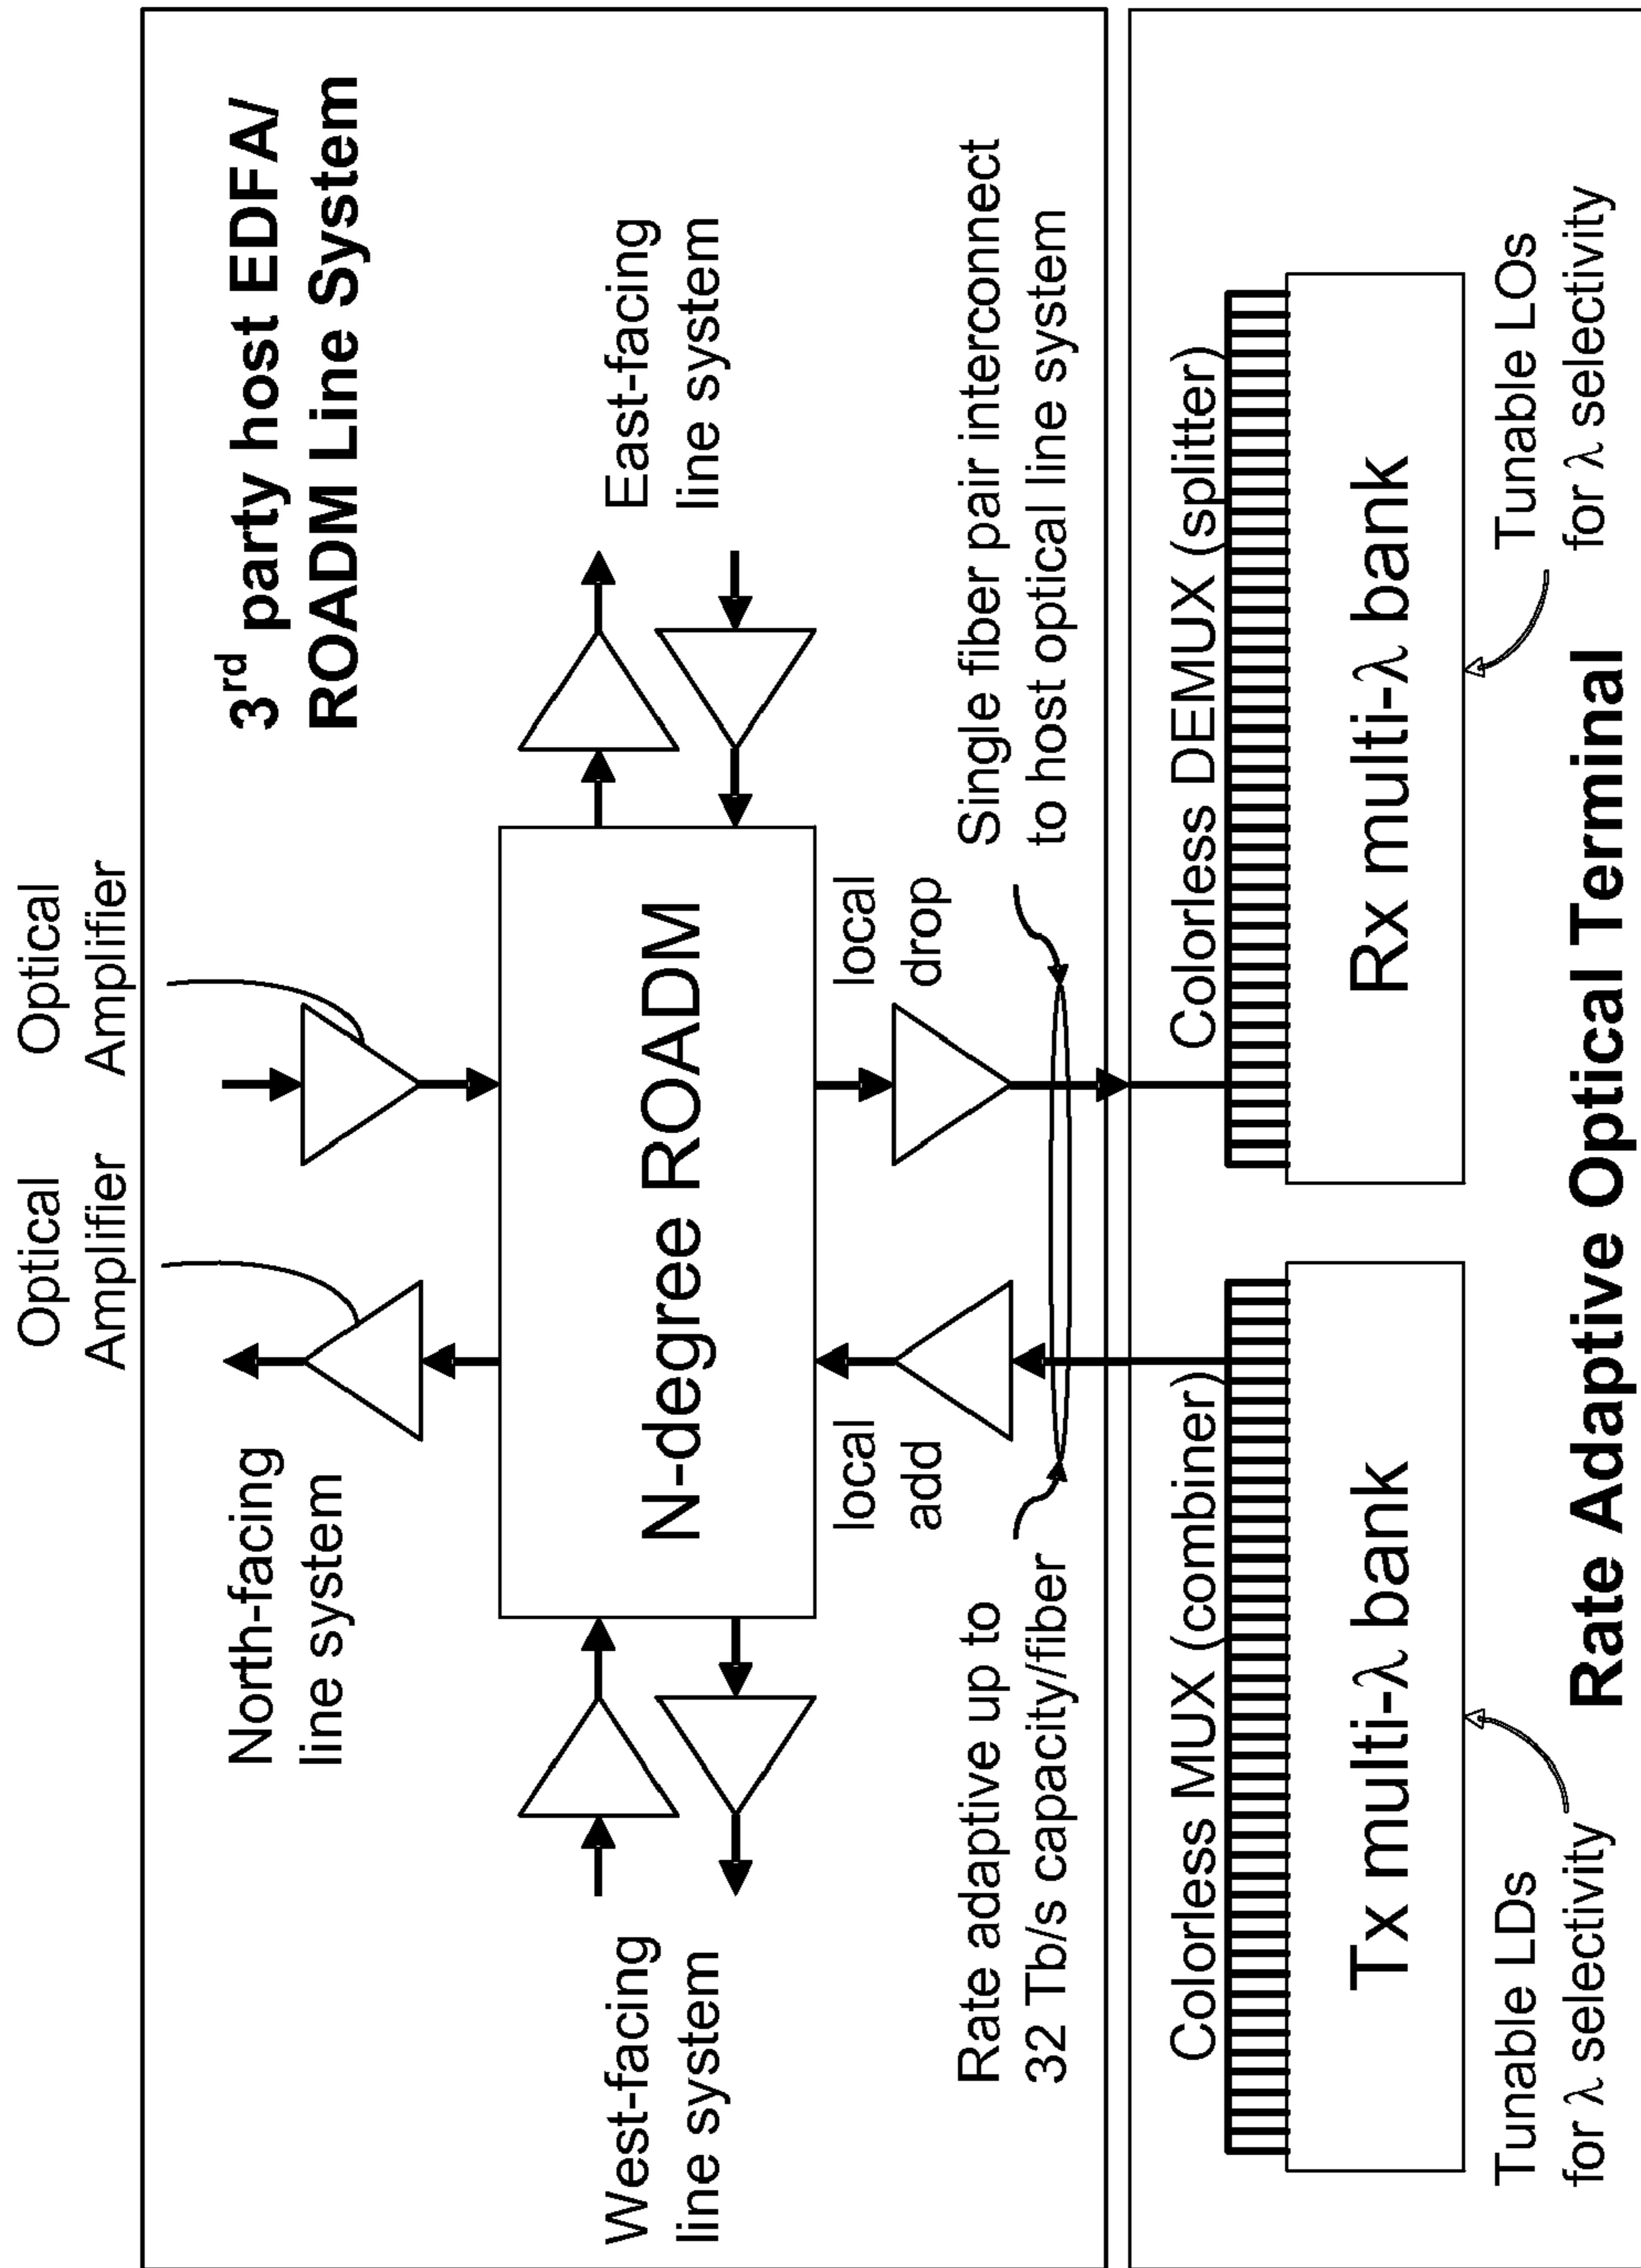 Optical
Amplifier
Optical
Amplifier
3rd party host EDFA/
ROADM Line System
North-facing
line system
West-facing
line system
East-facing
line system
N-degree ROADM
local
add
local
drop
Rate adaptive up to
32 Tb/s capacity/fiber
Single fiber pair interconnect
to host optical line system
Colorless MUX (combiner)
Colorless DEMUX (splitter)
Tx multi-λ bank
Rx multi-λ bank
Tunable LDs
for λ selectivity
Tunable LOs
for λ selectivity
Rate Adaptive Optical Terminal